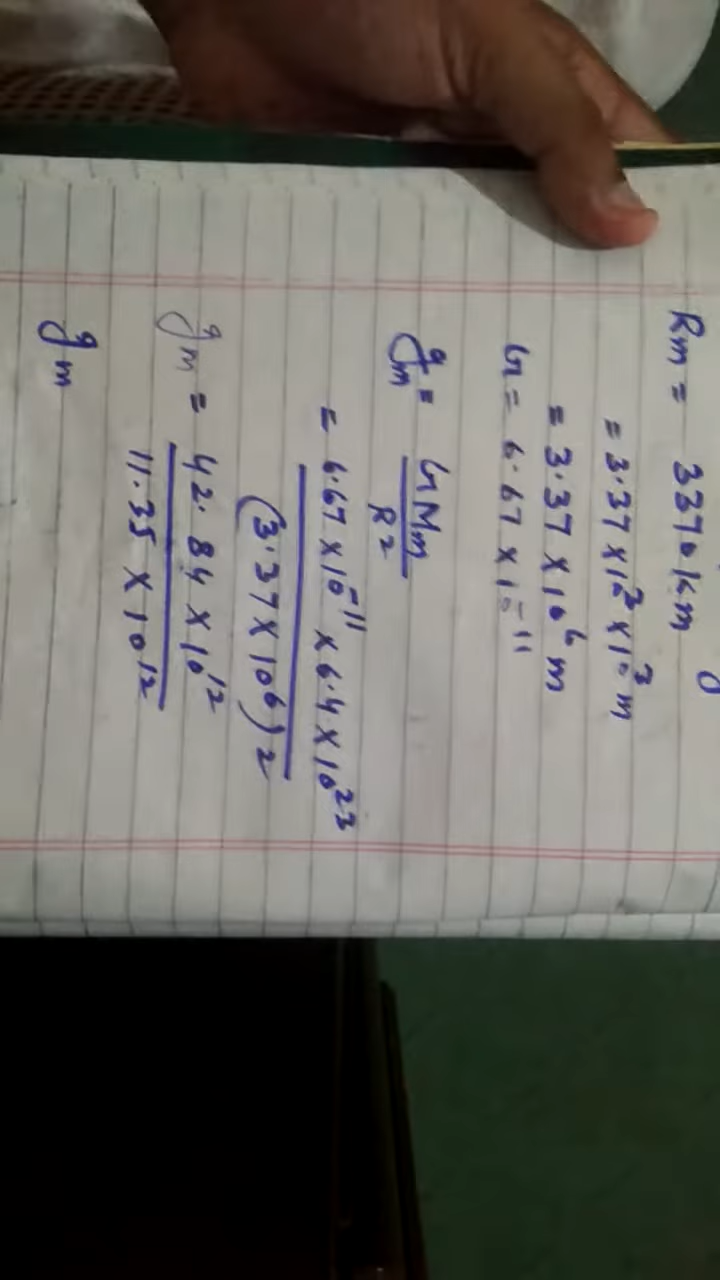 Rm = 3370 km
= 3.37 × 10² × 10³ m
= 3.37 × 10⁶ m
G = 6.67 × 10⁻¹¹
gm = GMm
R²
= 6.67 × 10⁻¹¹ × 6.4 × 10²³
(3.37 × 10⁶)²
gm = 42.84 × 10¹²
11.35 × 10¹²
gm